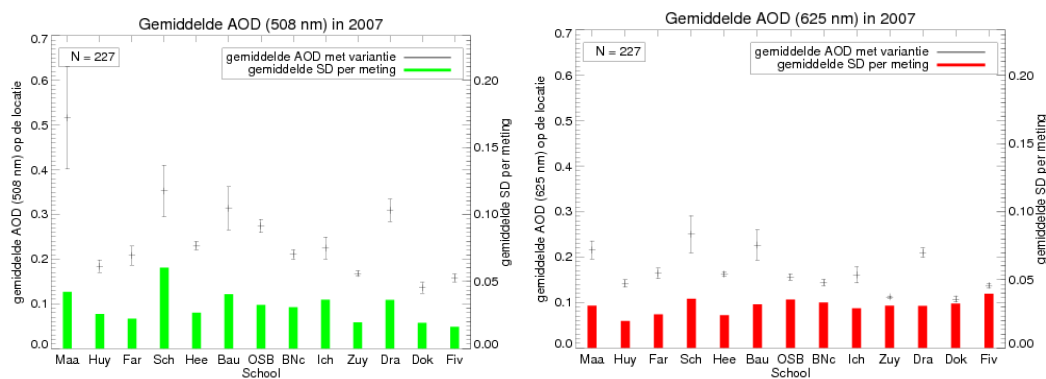 Gemiddelde AOD (508 nm) in 2007
N = 227
gemiddelde AOD met variantie
gemiddelde SD per meting
gemiddelde AOD (508 nm) op de locatie
0.7
0.6
0.5
0.4
0.3
0.2
0.1
0.0
0.20
0.15
0.10
0.05
0.00
gemiddelde SD per meting
Maa Huy Far Sch Hee Bau OSB BNc Ich Zuy Dra Dok Fiv
School
Gemiddelde AOD (625 nm) in 2007
N = 227
gemiddelde AOD met variantie
gemiddelde SD per meting
gemiddelde AOD (625 nm) op de locatie
0.7
0.6
0.5
0.4
0.3
0.2
0.1
0.0
0.20
0.15
0.10
0.05
0.00
gemiddelde SD per meting
Maa Huy Far Sch Hee Bau OSB BNc Ich Zuy Dra Dok Fiv
School